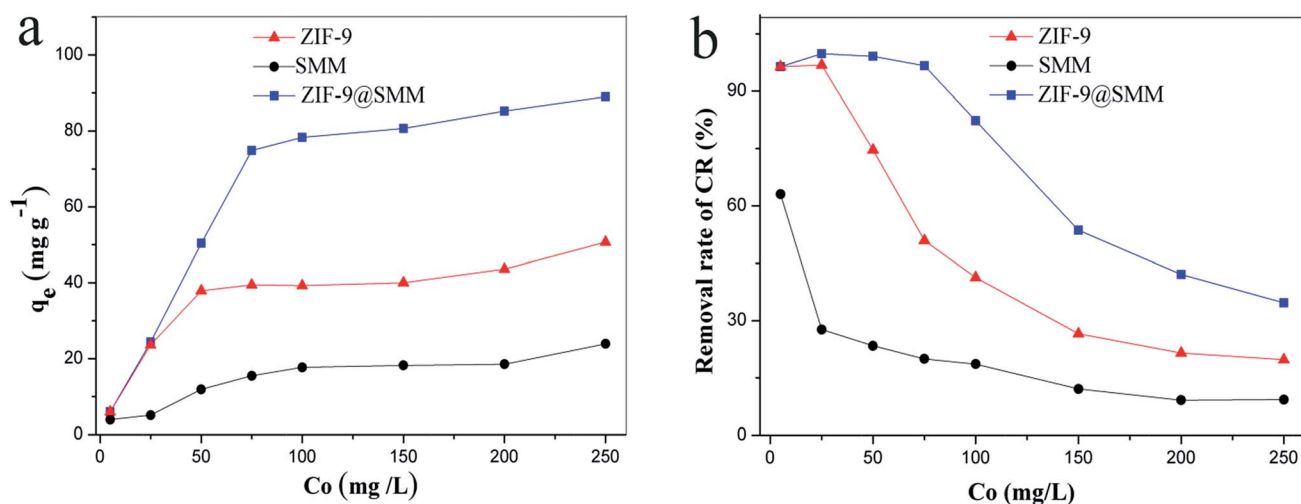 a
ZIF-9
SMM
ZIF-9@SMM
100
80
60
40
20
0
qe (mg g-1)
0 50 100 150 200 250
Co (mg /L)
b
ZIF-9
SMM
ZIF-9@SMM
90
60
30
0
Removal rate of CR (%)
0 50 100 150 200 250
Co (mg/L)